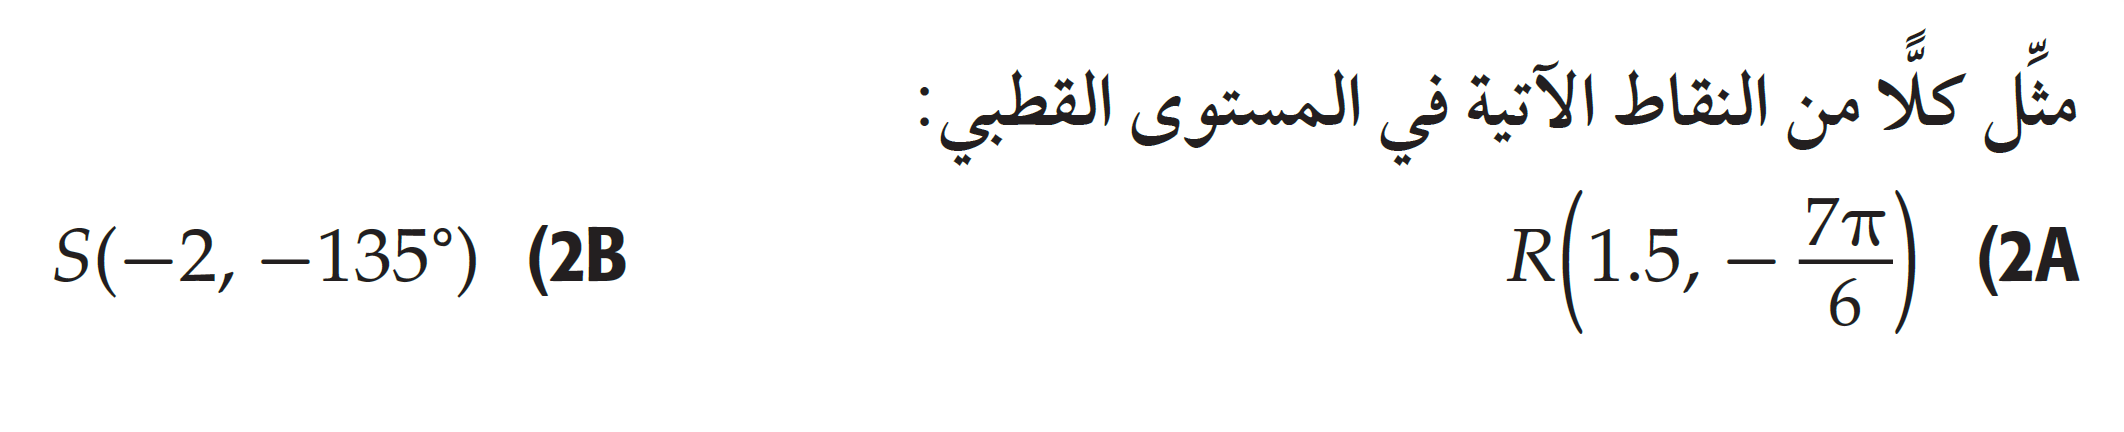 مثِّل كلًّا من النقاط الآتية في المستوى القطبي:
(2A R(1.5, −7π/6) (2B S(−2, −135°)